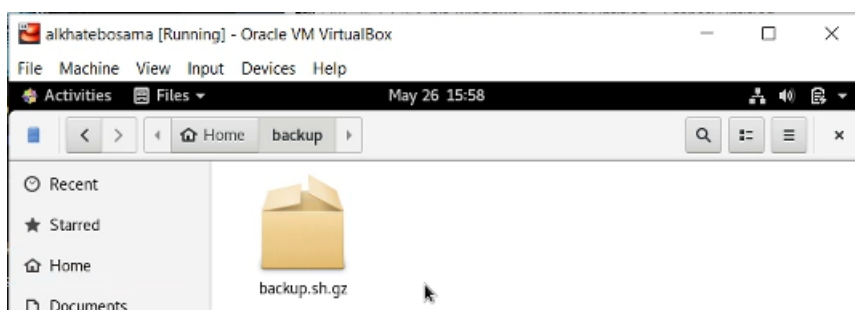 alkhatebosama [Running] - Oracle VM VirtualBox
File Machine View Input Devices Help
Activities Files May 26 15:58
Home backup
Recent
Starred
Home
Documents
backup.sh.gz